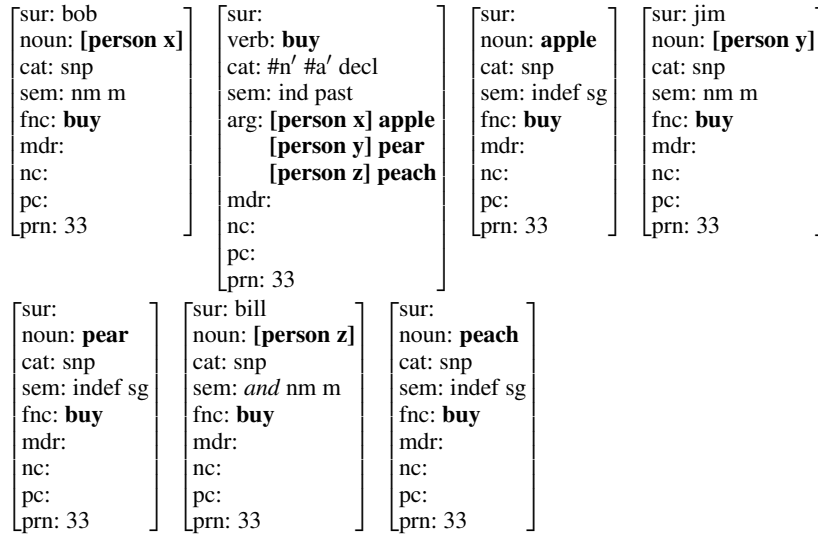 sur: bob
noun: [person x]
cat: snp
sem: nm m
fnc: buy
mdr:
nc:
pc:
prn: 33
sur:
verb: buy
cat: #n′ #a′ decl
sem: ind past
arg: [person x] apple
[person y] pear
[person z] peach
mdr:
nc:
pc:
prn: 33
sur:
noun: apple
cat: snp
sem: indef sg
fnc: buy
mdr:
nc:
pc:
prn: 33
sur: jim
noun: [person y]
cat: snp
sem: nm m
fnc: buy
mdr:
nc:
pc:
prn: 33
sur:
noun: pear
cat: snp
sem: indef sg
fnc: buy
mdr:
nc:
pc:
prn: 33
sur: bill
noun: [person z]
cat: snp
sem: and nm m
fnc: buy
mdr:
nc:
pc:
prn: 33
sur:
noun: peach
cat: snp
sem: indef sg
fnc: buy
mdr:
nc:
pc:
prn: 33